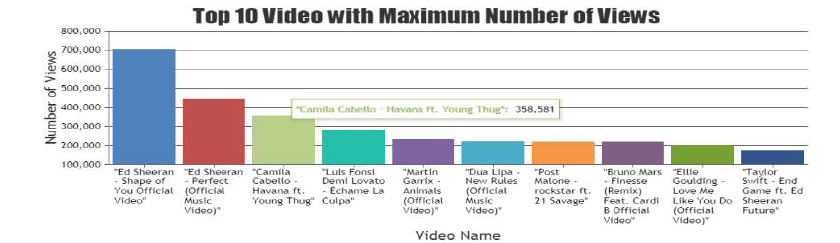 Top 10 Video with Maximum Number of Views
Number of Views
800,000
700,000
600,000
500,000
400,000
300,000
200,000
100,000
"Camila Cabello - Havana ft. Young Thug": 358,581
"Ed Sheeran
- Shape of
You Official
Video"
"Ed Sheeran
- Perfect
(Official
Music
Video)"
"Camila
Cabello -
Havana ft.
Young Thug"
"Luis Fonsi
Demi Lovato
- Échame La
Culpa"
"Martin
Garrix -
Animals
(Official
Video)"
"Dua Lipa -
New Rules
(Official
Music
Video)"
"Post
Malone -
rockstar ft.
21 Savage"
"Bruno Mars
- Finesse
(Remix)
Feat. Cardi
B Official
Video"
"Ellie
Goulding -
Love Me
Like You Do
(Official
Video)"
"Taylor
Swift - End
Game ft. Ed
Sheeran
Future"
Video Name